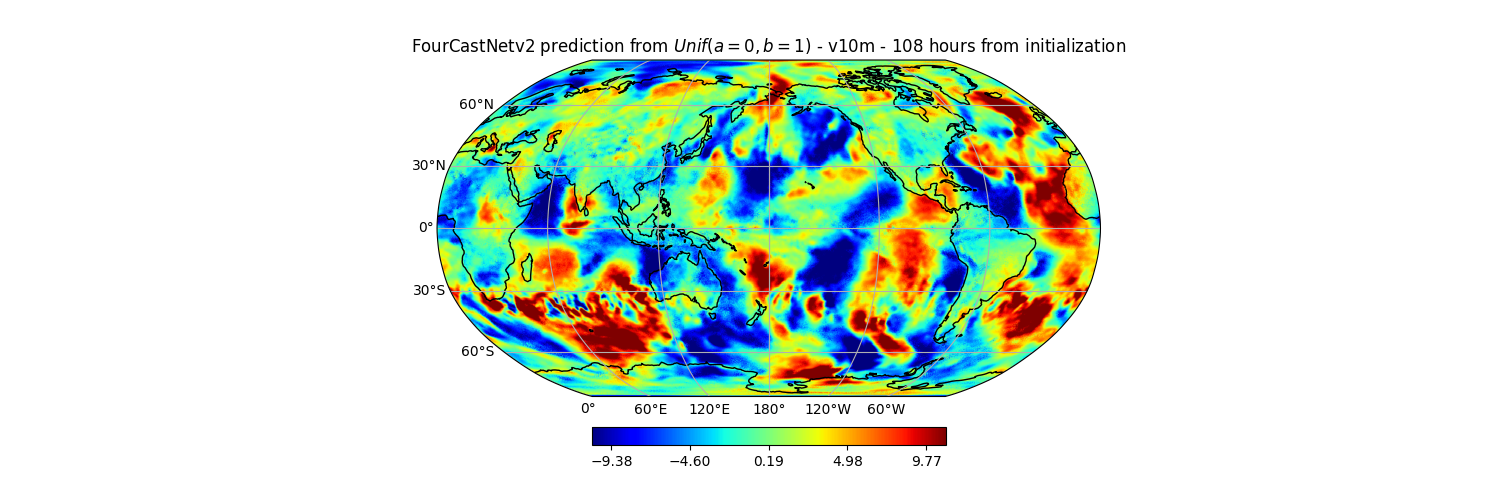 FourCastNetv2 prediction from Unif(a = 0, b = 1) - v10m - 108 hours from initialization
60°N
30°N
0°
30°S
60°S
0° 60°E 120°E 180° 120°W 60°W
−9.38 −4.60 0.19 4.98 9.77